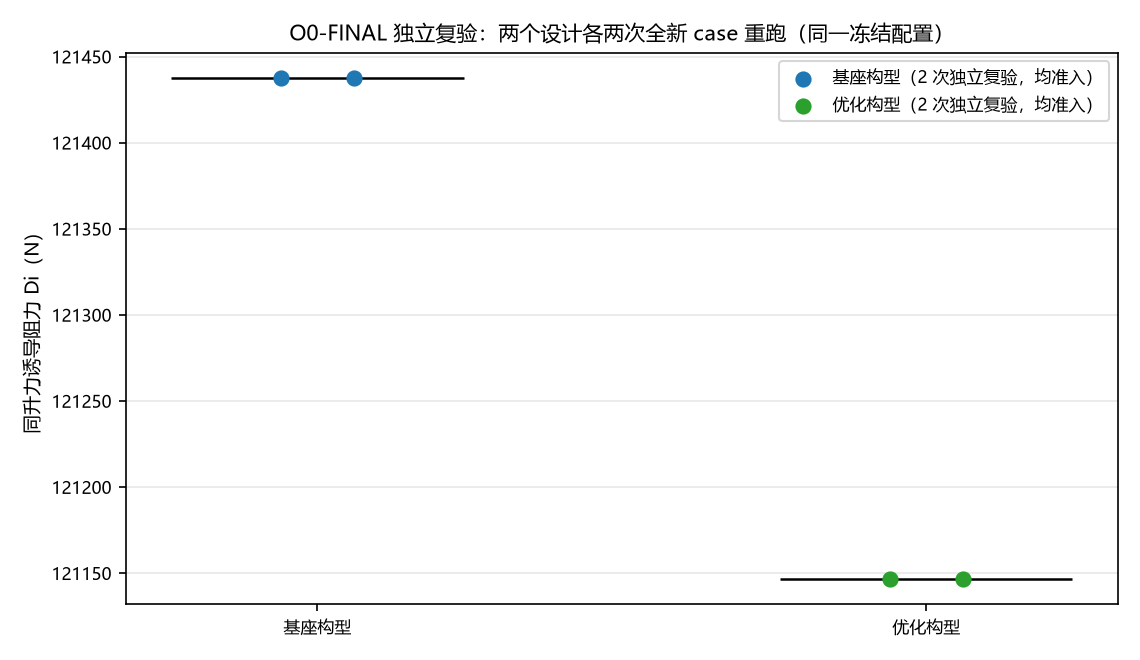 O0-FINAL 独立复验：两个设计各两次全新 case 重跑（同一冻结配置）
基座构型（2 次独立复验，均准入）
优化构型（2 次独立复验，均准入）
同升力诱导阻力 Di（N）
121450
121400
121350
121300
121250
121200
121150
基座构型
优化构型